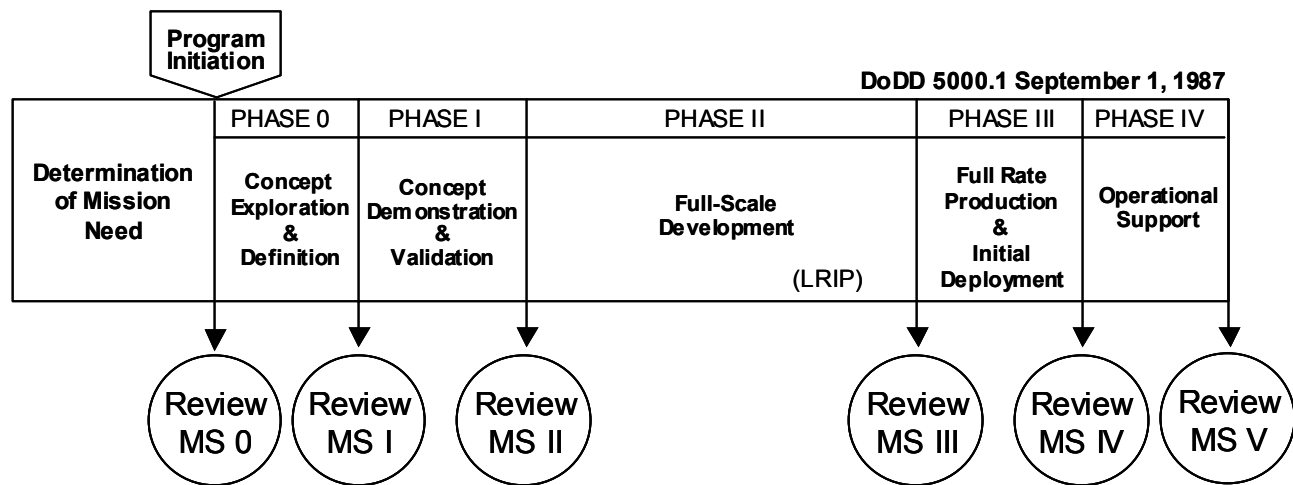 Program
Initiation
DoDD 5000.1 September 1, 1987
PHASE 0
PHASE I
PHASE II
PHASE III
PHASE IV
Determination
of Mission
Need
Concept
Exploration
&
Definition
Concept
Demonstration
&
Validation
Full-Scale
Development
(LRIP)
Full Rate
Production
&
Initial
Deployment
Operational
Support
Review
MS 0
Review
MS I
Review
MS II
Review
MS III
Review
MS IV
Review
MS V